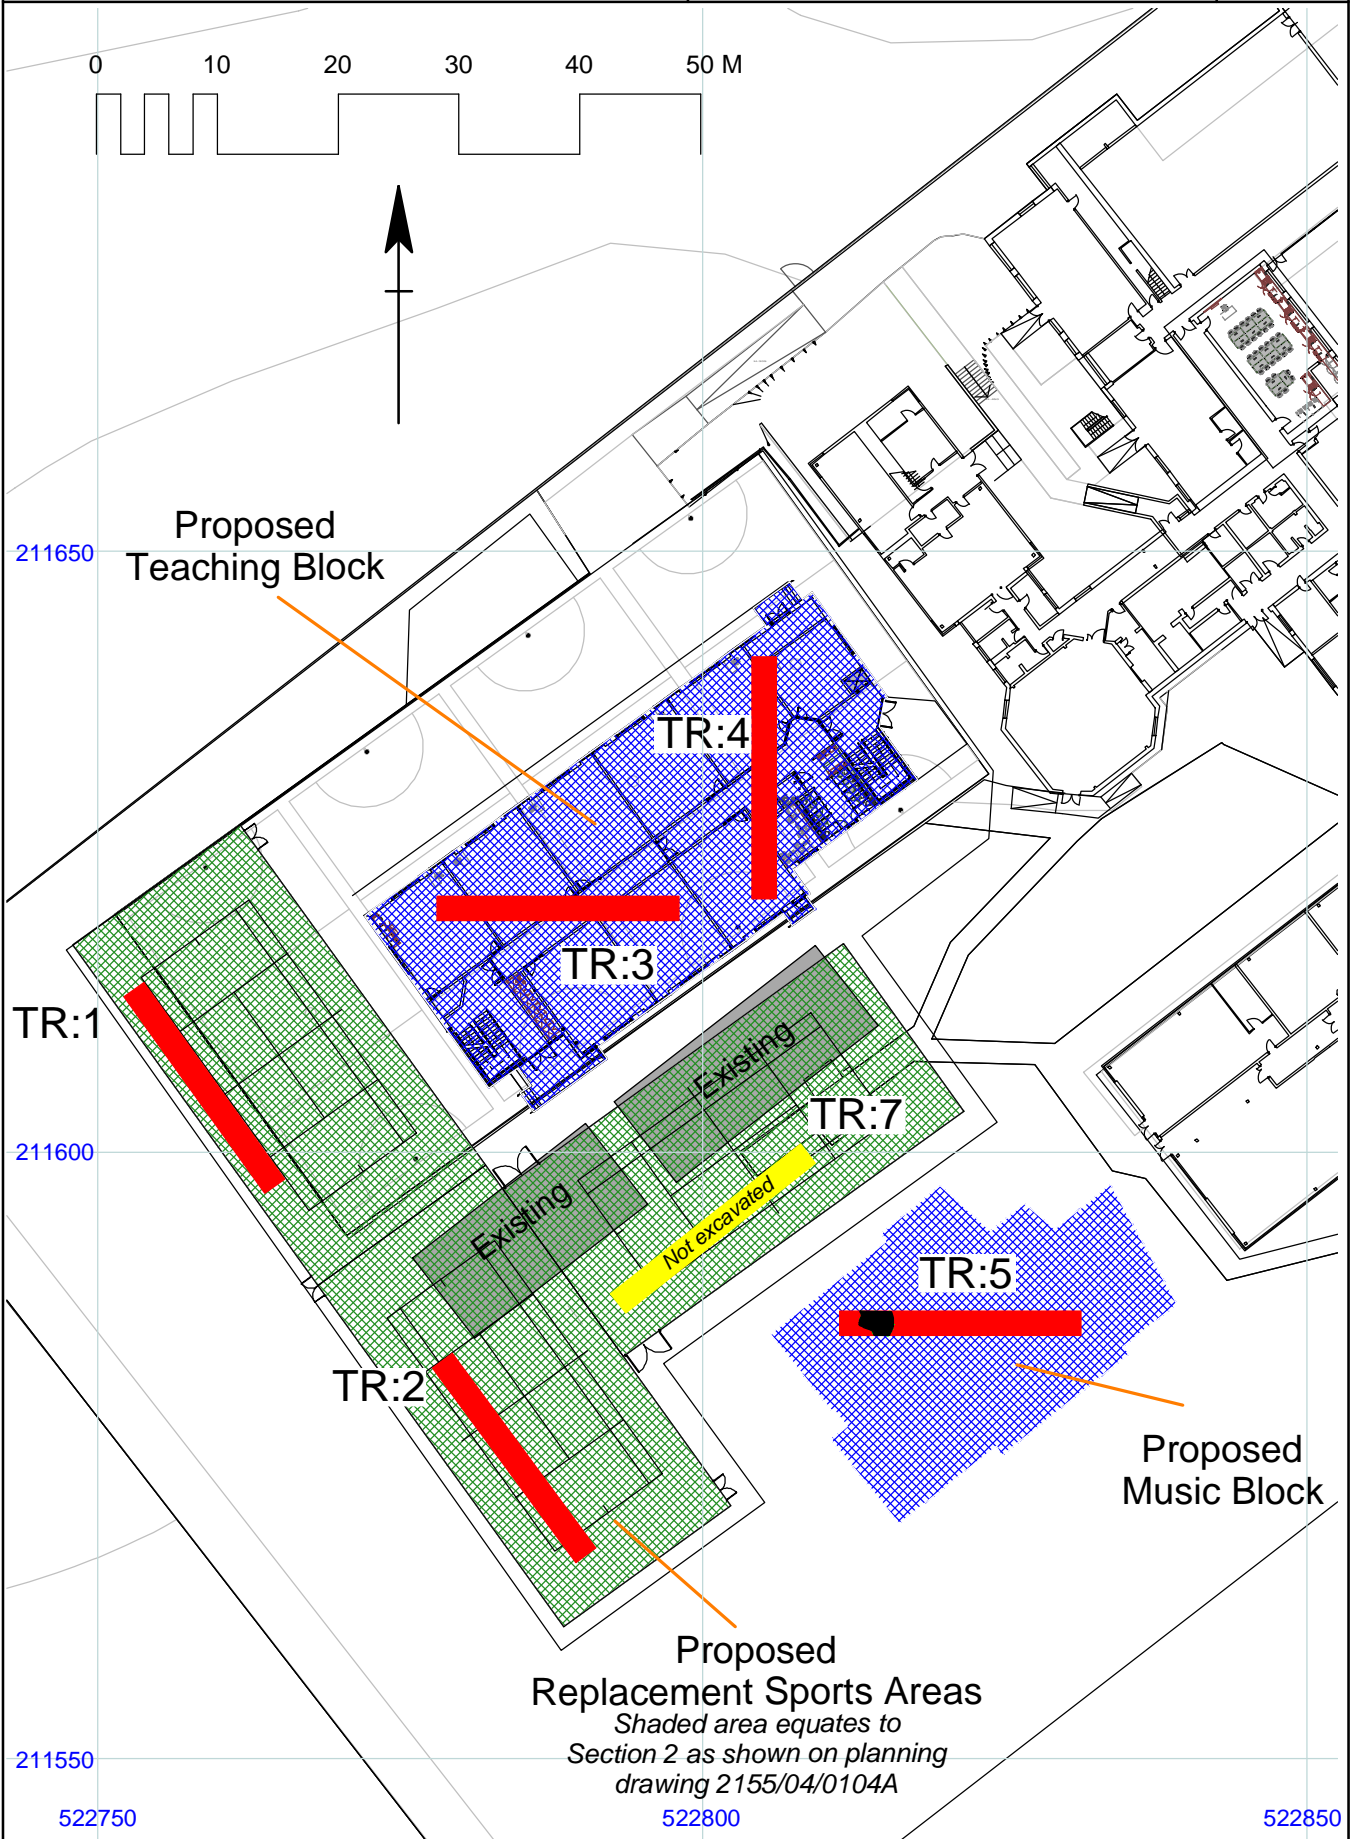 0 10 20 30 40 50 M
Proposed
Teaching Block
211650
TR:4
TR:3
TR:1
Existing
TR:7
211600
Not excavated
Existing
TR:5
TR:2
Proposed
Music Block
Proposed
Replacement Sports Areas
Shaded area equates to
Section 2 as shown on planning
drawing 2155/04/0104A
211550
522750 522800 522850